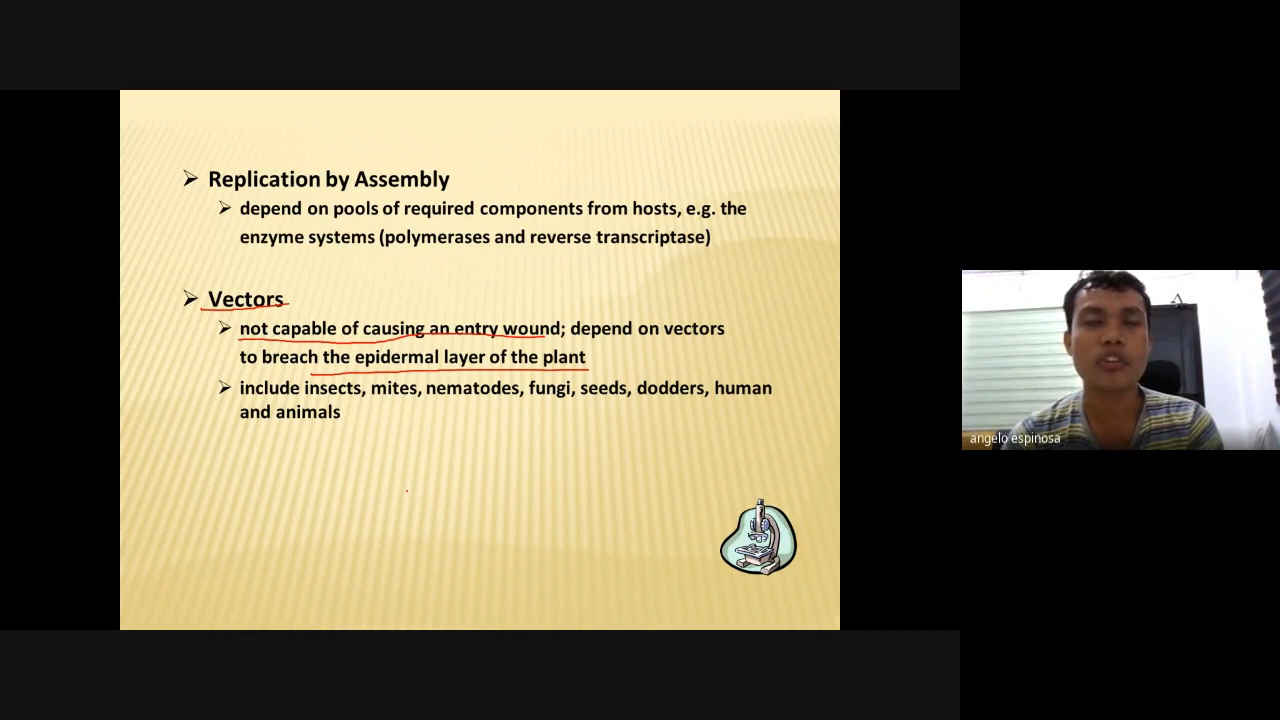 Replication by Assembly
depend on pools of required components from hosts, e.g. the
enzyme systems (polymerases and reverse transcriptase)
Vectors
not capable of causing an entry wound; depend on vectors
to breach the epidermal layer of the plant
include insects, mites, nematodes, fungi, seeds, dodders, human
and animals
angelo espinosa